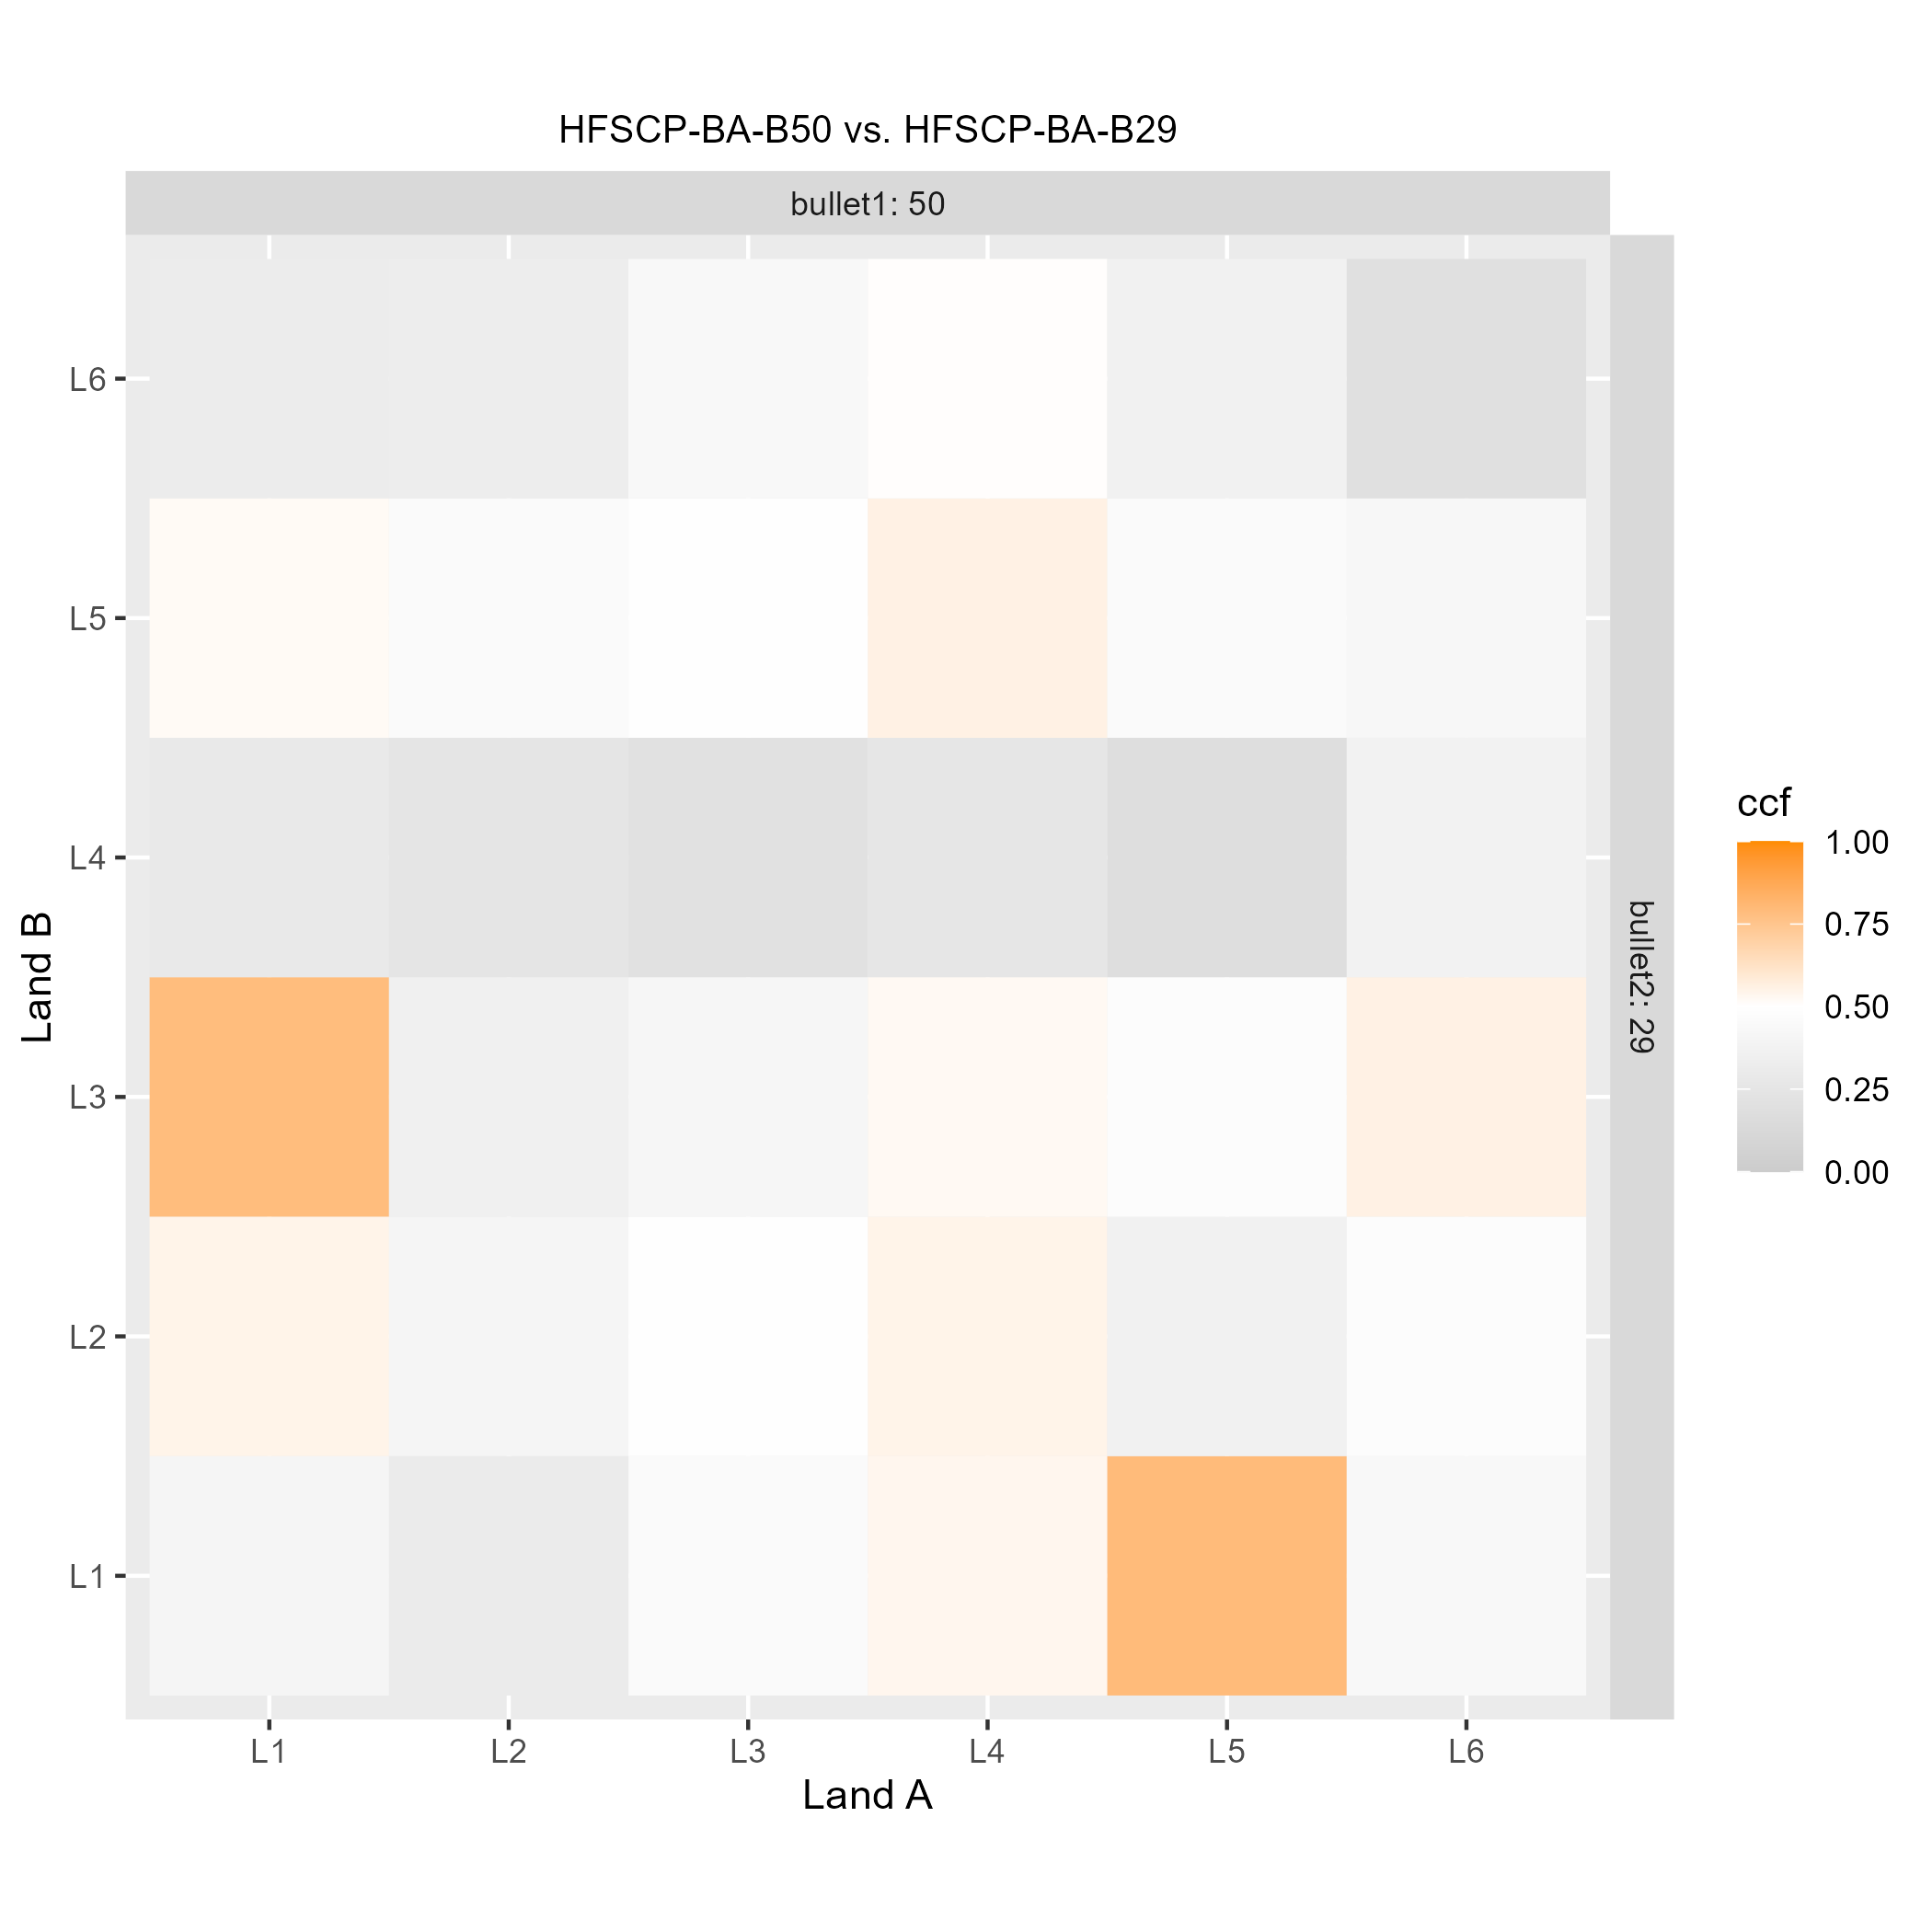 HFSCP-BA-B50 vs. HFSCP-BA-B29
bullet1: 50
L6
L5
L4
L3
L2
L1
Land B
bullet2: 29
L1 L2 L3 L4 L5 L6
Land A
ccf
1.00
0.75
0.50
0.25
0.00